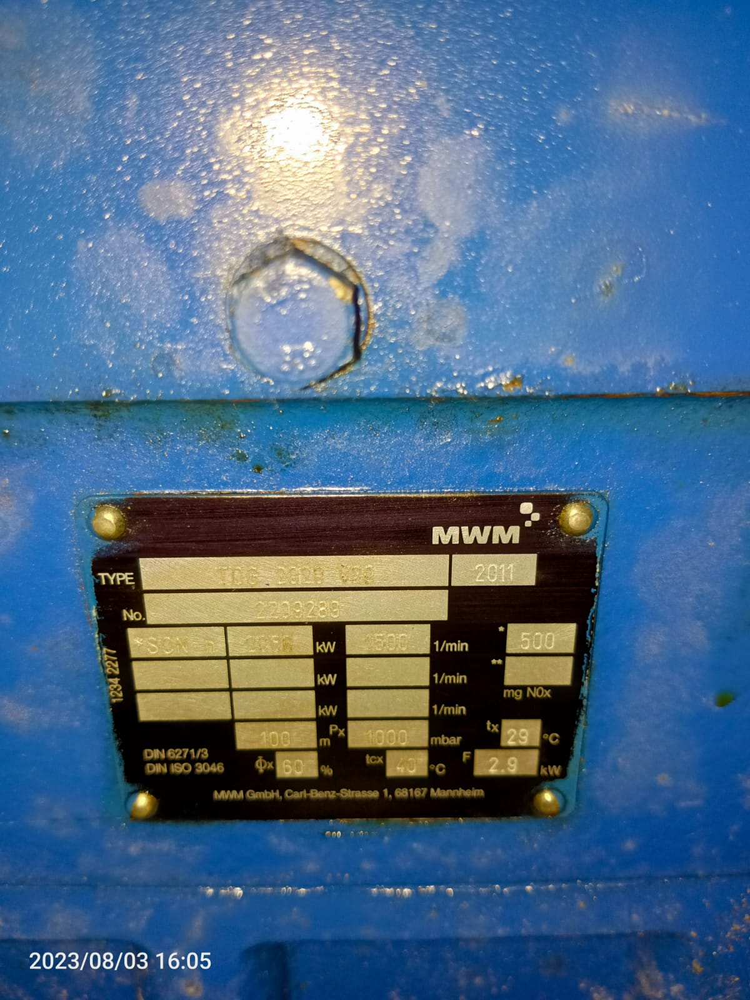 MWM
TYPE TCG 2020 V20 2011
No. 2209289
*SCN n kW 1500 1/min * 500
kW 1/min **
mg N0x
kW 1/min
100 m Px 1000 mbar tx 29 °C
DIN 6271/3
DIN ISO 3046 Φx 60 % tcx 40 °C F 2.9 kW
1234 2277
MWM GmbH, Carl-Benz-Strasse 1, 68167 Mannheim
2023/08/03 16:05